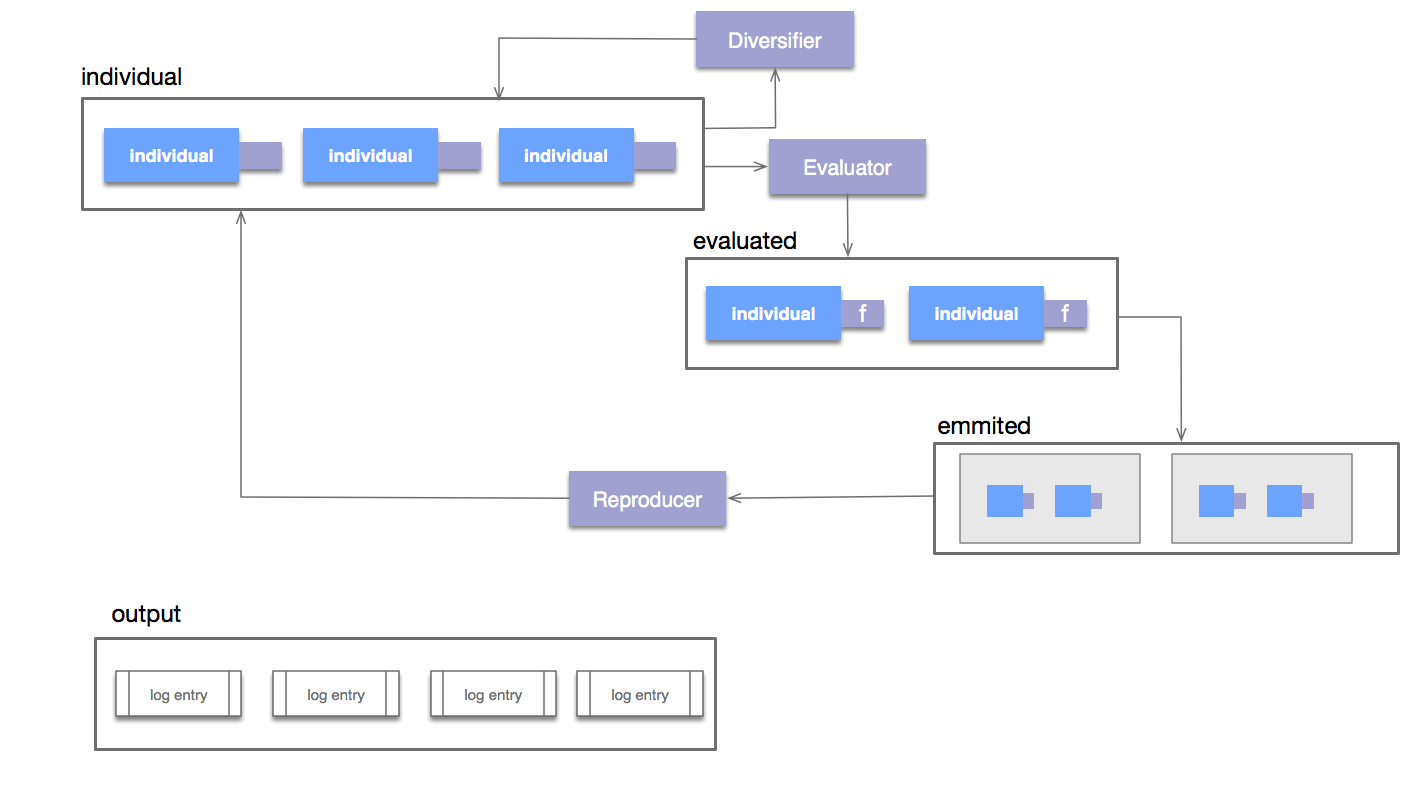 Diversifier
individual
individual
individual
individual
Evaluator
evaluated
individual
f
individual
f
emmited
Reproducer
output
log entry
log entry
log entry
log entry